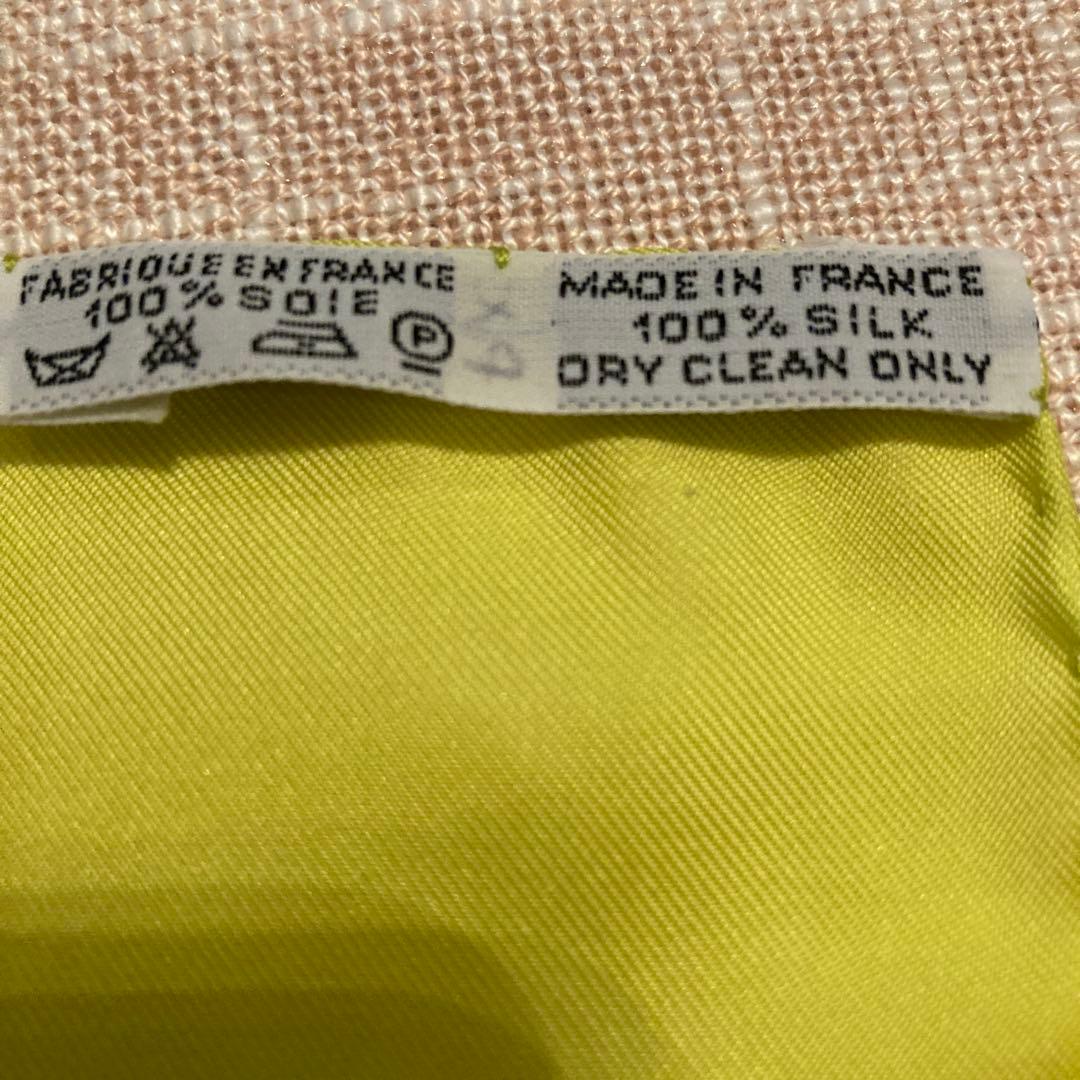 FABRIQUE EN FRANCE
100% SOIE
P
MADE IN FRANCE
100% SILK
DRY CLEAN ONLY